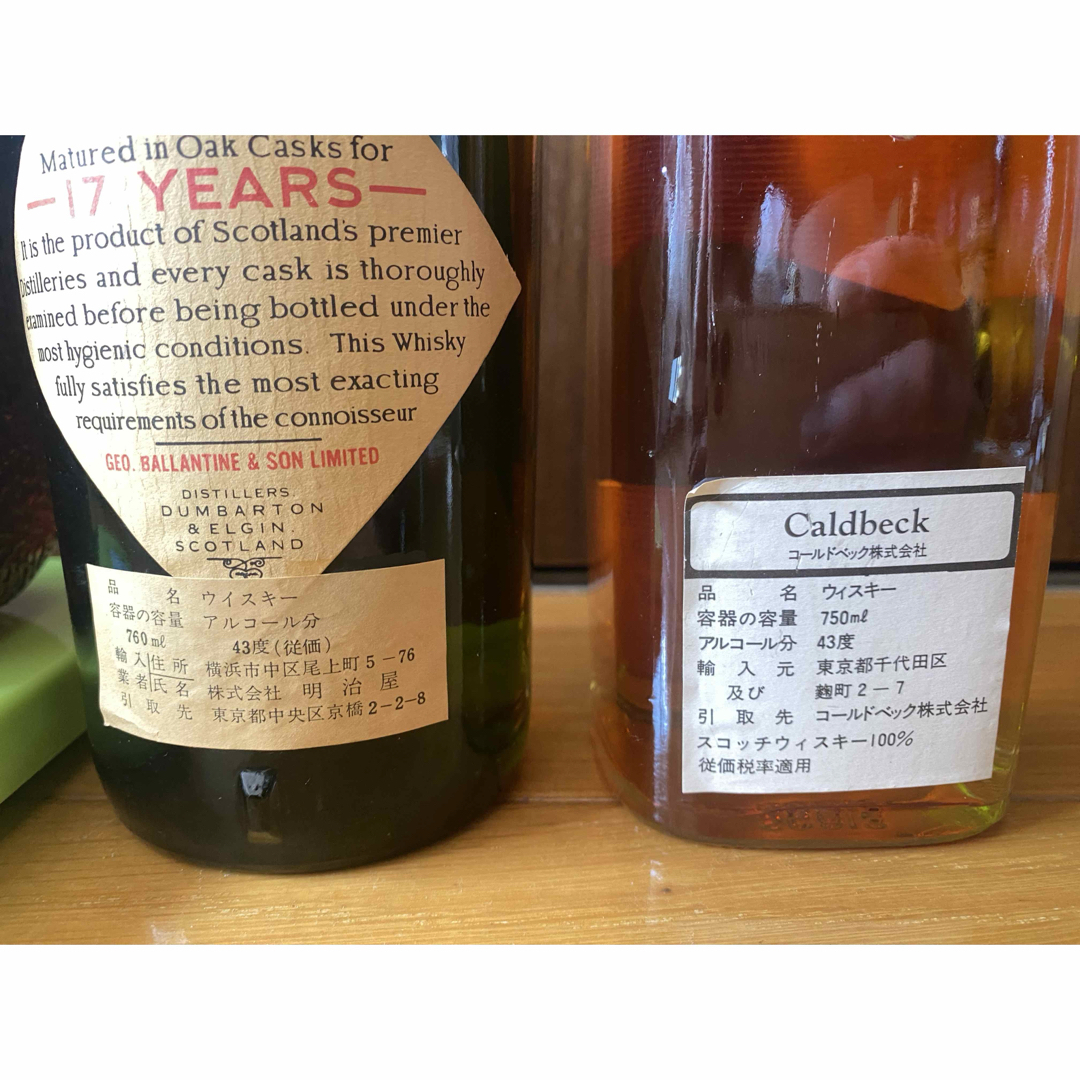 Matured in Oak Casks for
—17 YEARS—
It is the product of Scotland's premier
Distilleries and every cask is thoroughly
examined before being bottled under the
most hygienic conditions. This Whisky
fully satisfies the most exacting
requirements of the connoisseur
GEO. BALLANTINE & SON LIMITED
DISTILLERS.
DUMBARTON
& ELGIN.
SCOTLAND
品 名 ウイスキー
容器の容量 アルコール分
760㎖ 43度(従価)
輸入業者 住所 横浜市中区尾上町5-76
氏名 株式会社 明治屋
引取先 東京都中央区京橋2-2-8
Caldbeck
コールドベック株式会社
品 名 ウィスキー
容器の容量 750㎖
アルコール分 43度
輸入元 東京都千代田区
及び 麹町2-7
引取先 コールドベック株式会社
スコッチウィスキー100%
従価税率適用